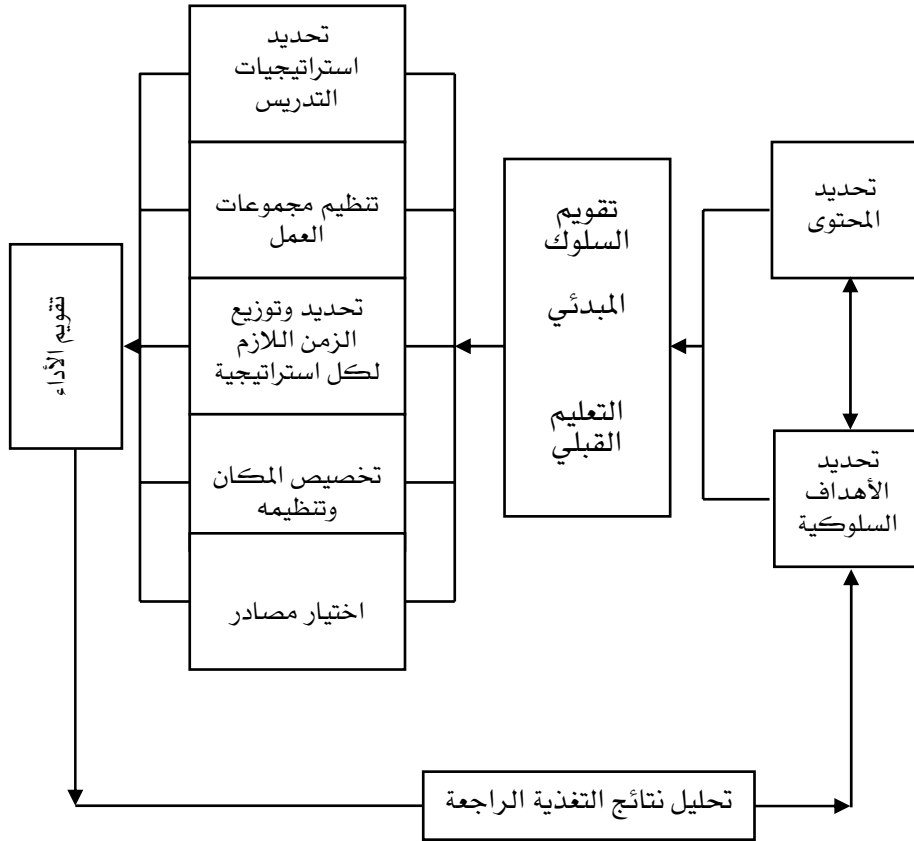 تحديد
المحتوى
تحديد
الأهداف
السلوكية
تقويم
السلوك
المبدئي
التعليم
القبلي
تحديد
استراتيجيات
التدريس
تنظيم مجموعات
العمل
تحديد وتوزيع
الزمن اللازم
لكل استراتيجية
تخصيص المكان
وتنظيمه
اختيار مصادر
تقويم الأداء
تحليل نتائج التغذية الراجعة